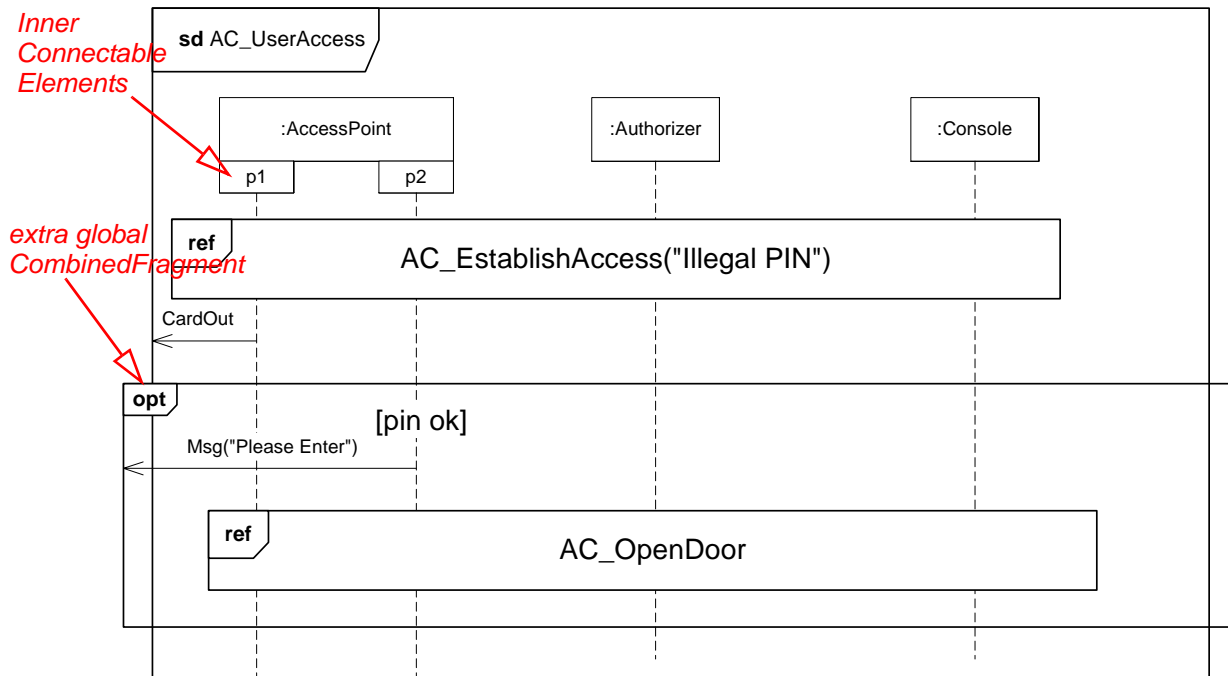 Inner
Connectable
Elements
sd AC_UserAccess
:AccessPoint
:Authorizer
:Console
p1
p2
extra global
CombinedFragment
ref
AC_EstablishAccess("Illegal PIN")
CardOut
opt
[pin ok]
Msg("Please Enter")
ref
AC_OpenDoor